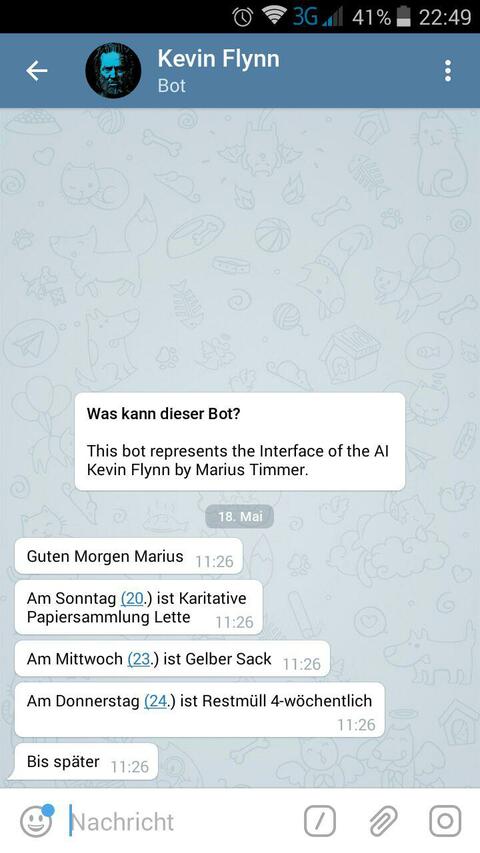 3G 41% 22:49
Kevin Flynn
Bot
Was kann dieser Bot?
This bot represents the Interface of the AI
Kevin Flynn by Marius Timmer.
18. Mai
Guten Morgen Marius 11:26
Am Sonntag (20.) ist Karitative
Papiersammlung Lette 11:26
Am Mittwoch (23.) ist Gelber Sack 11:26
Am Donnerstag (24.) ist Restmüll 4-wöchentlich
11:26
Bis später 11:26
Nachricht